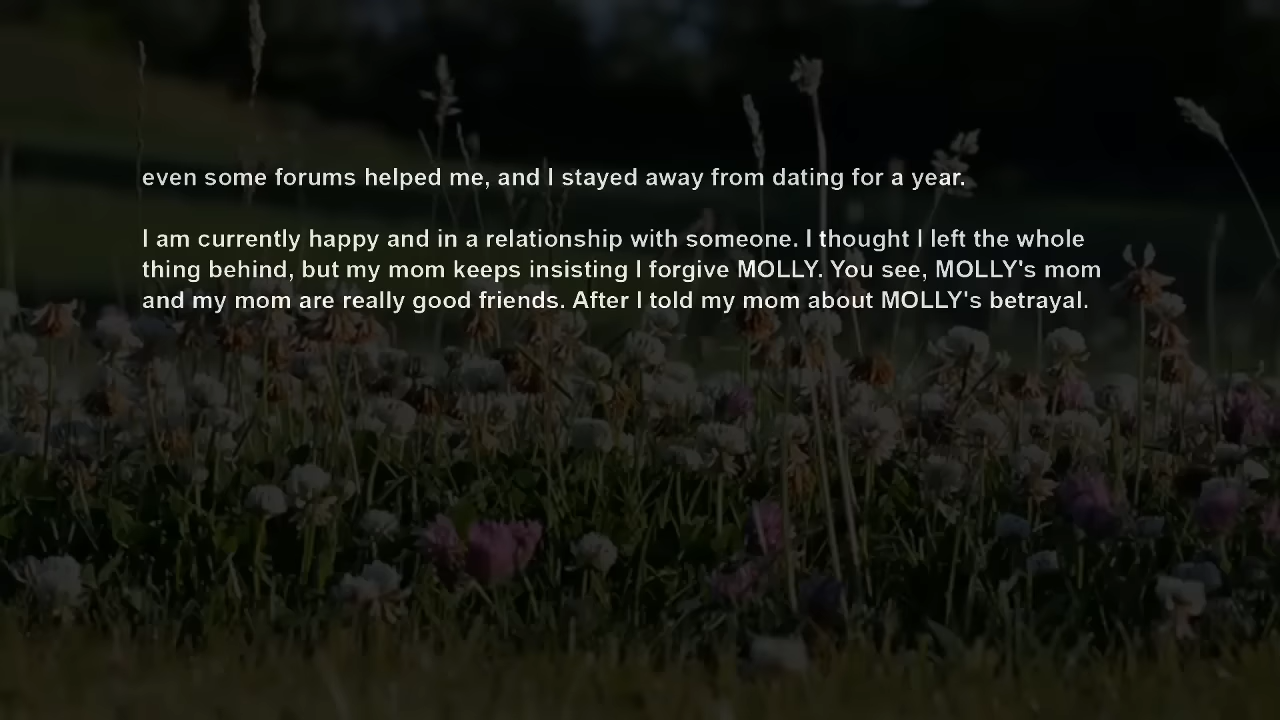 even some forums helped me, and I stayed away from dating for a year.
I am currently happy and in a relationship with someone. I thought I left the whole
thing behind, but my mom keeps insisting I forgive MOLLY. You see, MOLLY's mom
and my mom are really good friends. After I told my mom about MOLLY's betrayal.